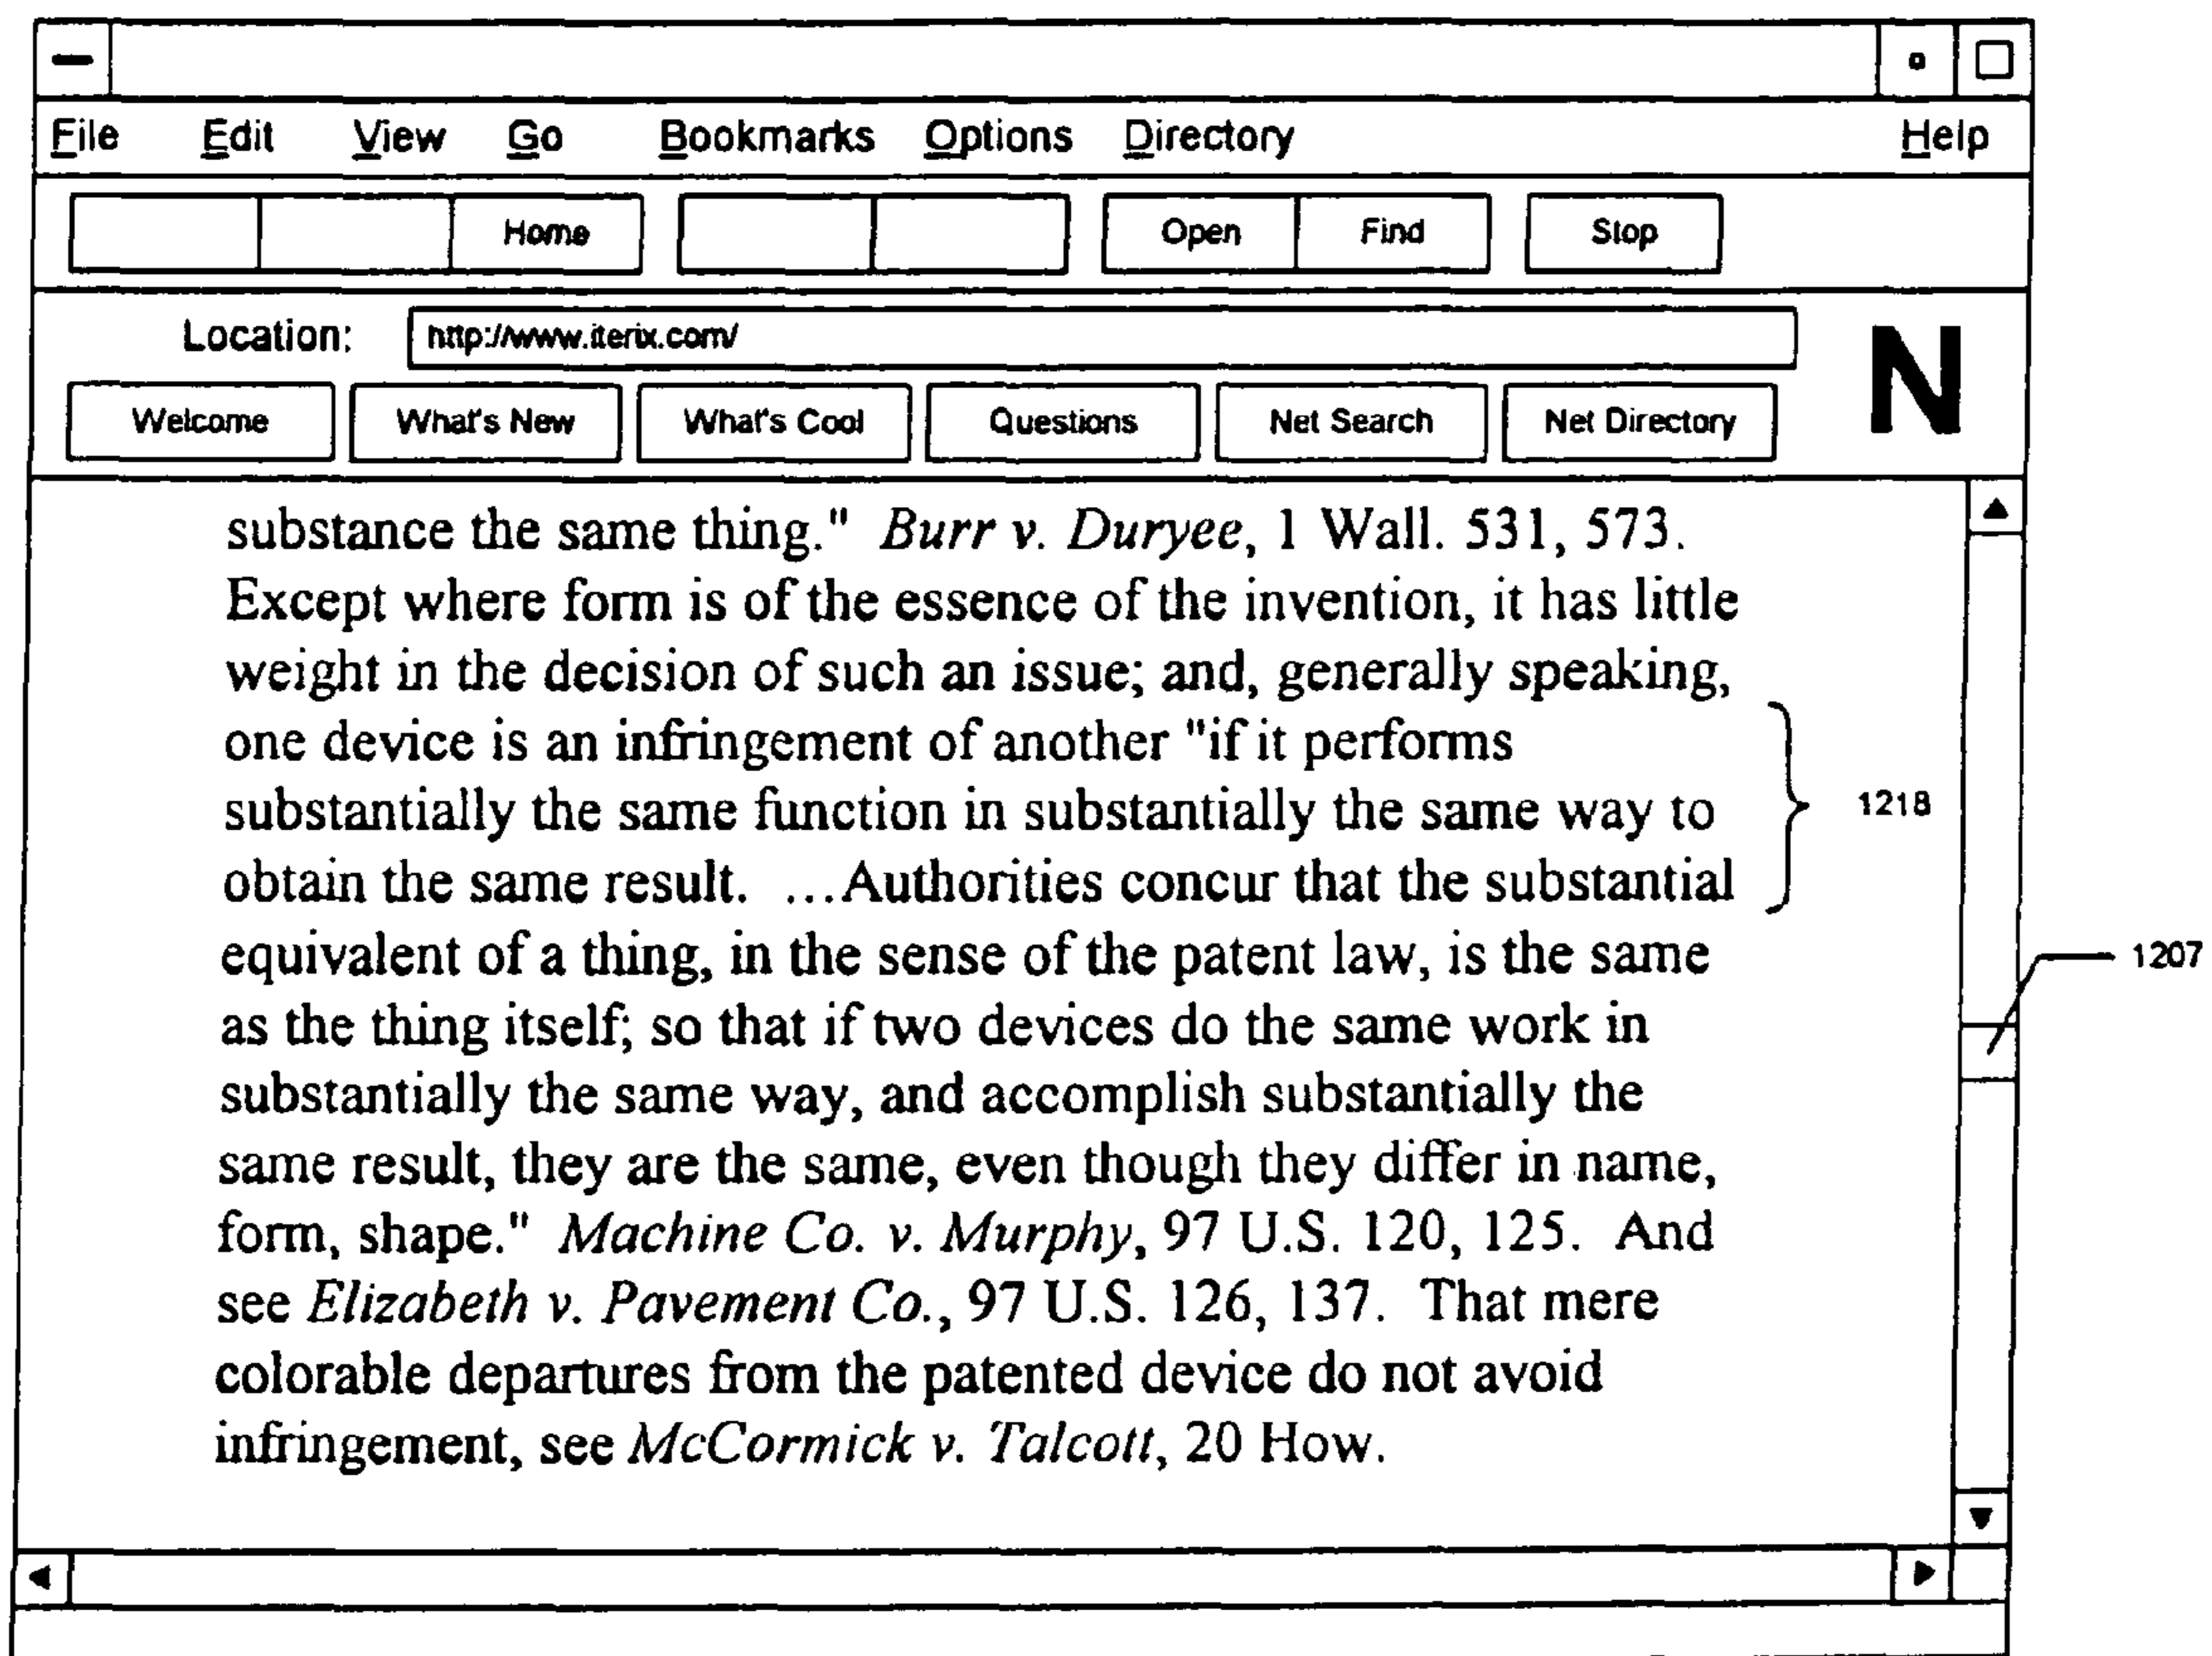 File Edit View Go Bookmarks Options Directory Help
Home Open Find Stop
Location: http://www.iterix.com/
N
Welcome What's New What's Cool Questions Net Search Net Directory
substance the same thing." Burr v. Duryee, 1 Wall. 531, 573.
Except where form is of the essence of the invention, it has little
weight in the decision of such an issue; and, generally speaking,
one device is an infringement of another "if it performs
substantially the same function in substantially the same way to
1218
obtain the same result. ...Authorities concur that the substantial
equivalent of a thing, in the sense of the patent law, is the same
1207
as the thing itself; so that if two devices do the same work in
substantially the same way, and accomplish substantially the
same result, they are the same, even though they differ in name,
form, shape." Machine Co. v. Murphy, 97 U.S. 120, 125. And
see Elizabeth v. Pavement Co., 97 U.S. 126, 137. That mere
colorable departures from the patented device do not avoid
infringement, see McCormick v. Talcott, 20 How.